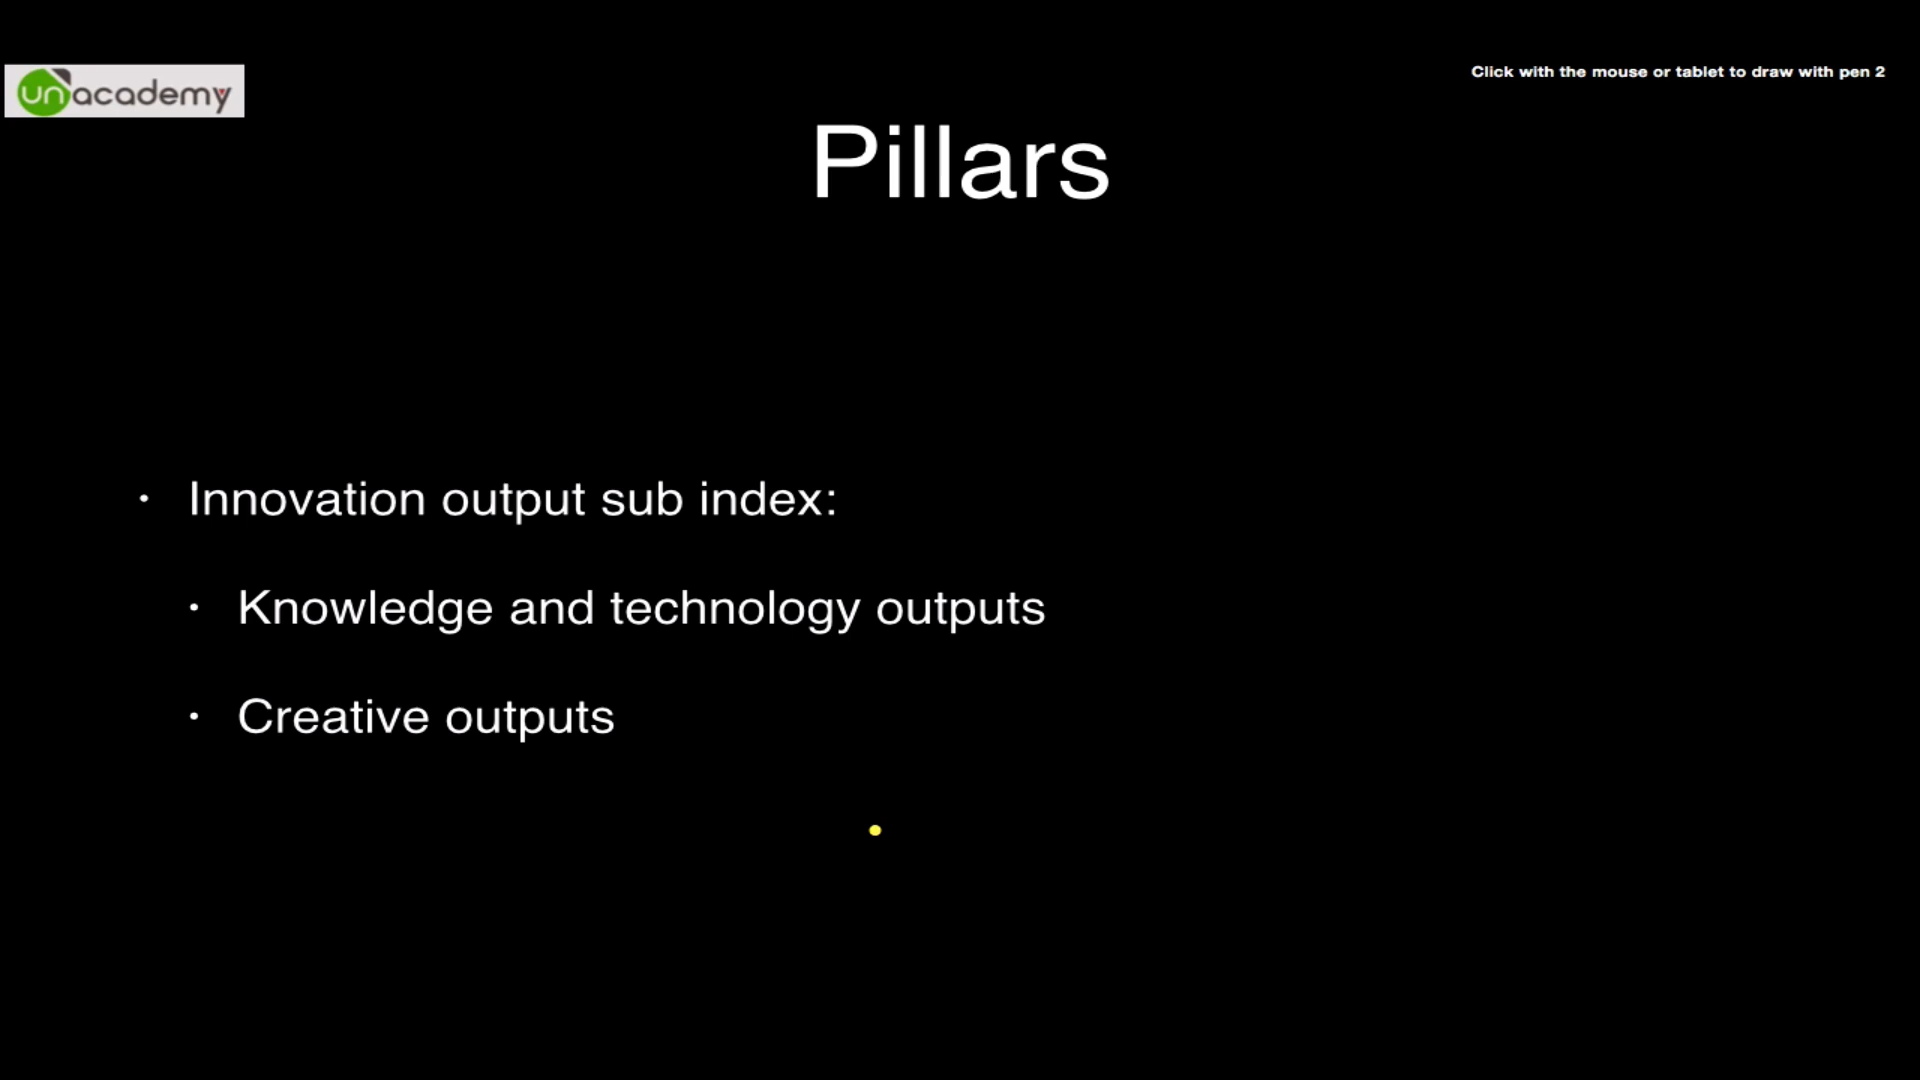 unacademy
Click with the mouse or tablet to draw with pen 2
Pillars
• Innovation output sub index:
• Knowledge and technology outputs
• Creative outputs